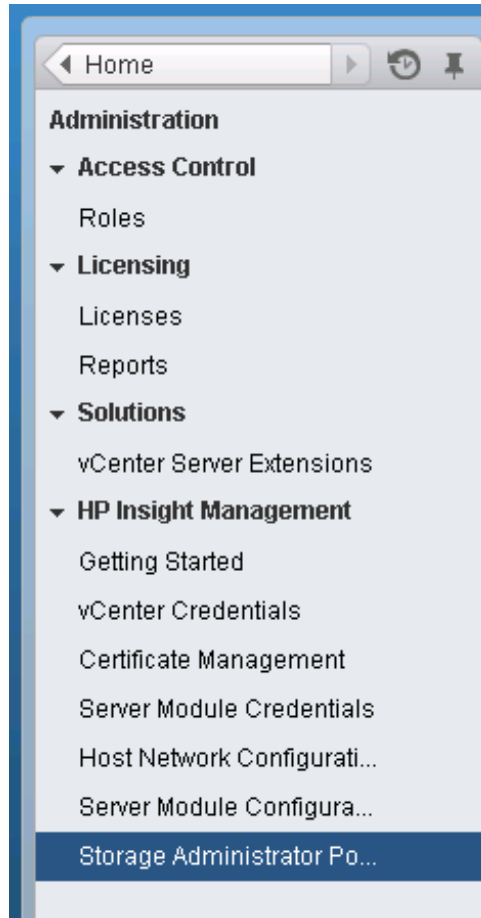 Home
Administration
Access Control
Roles
Licensing
Licenses
Reports
Solutions
vCenter Server Extensions
HP Insight Management
Getting Started
vCenter Credentials
Certificate Management
Server Module Credentials
Host Network Configurati...
Server Module Configura...
Storage Administrator Po...